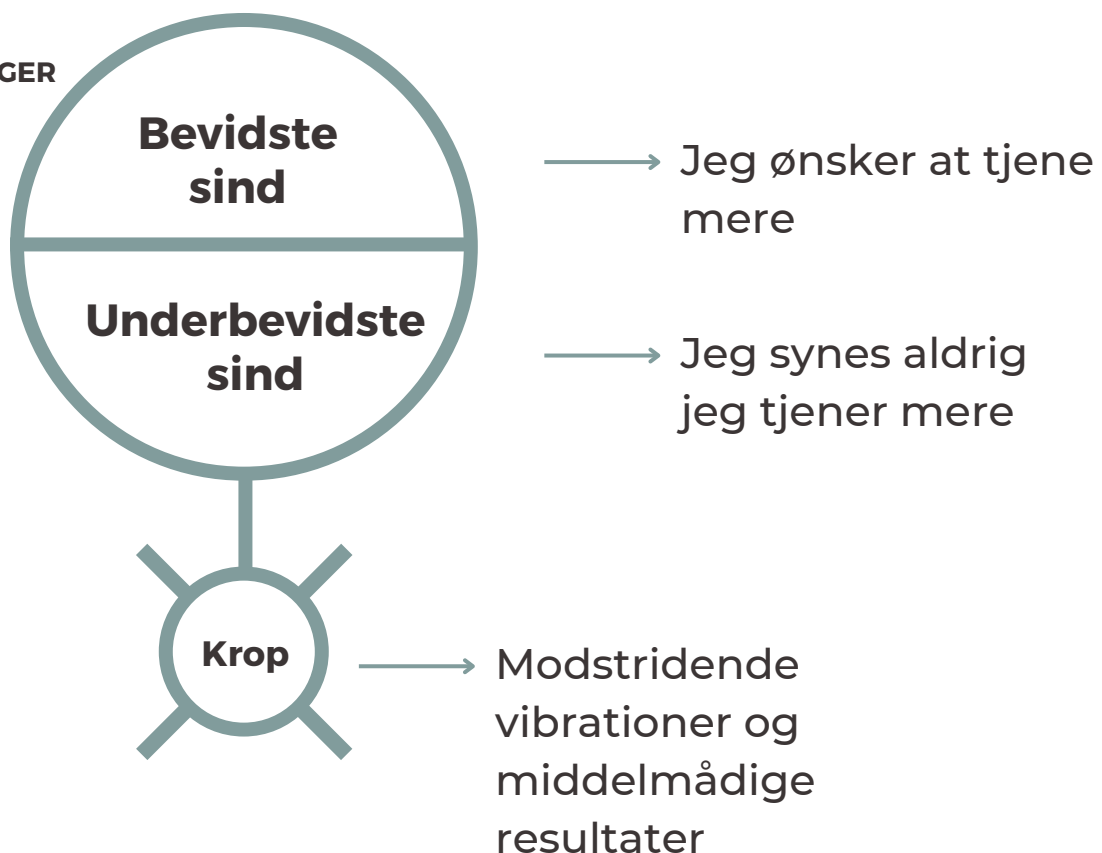 GER
Bevidste
sind
Jeg ønsker at tjene
mere
Underbevidste
sind
Jeg synes aldrig
jeg tjener mere
Krop
Modstridende
vibrationer og
middelmådige
resultater